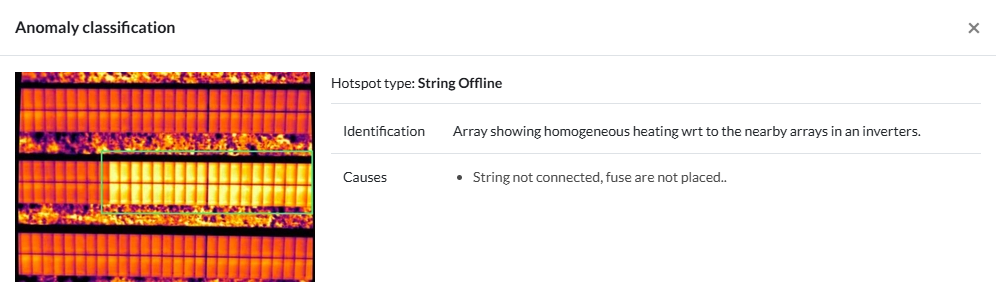 Anomaly classification
×
Hotspot type: String Offline
Identification Array showing homogeneous heating wrt to the nearby arrays in an inverters.
Causes • String not connected, fuse are not placed..